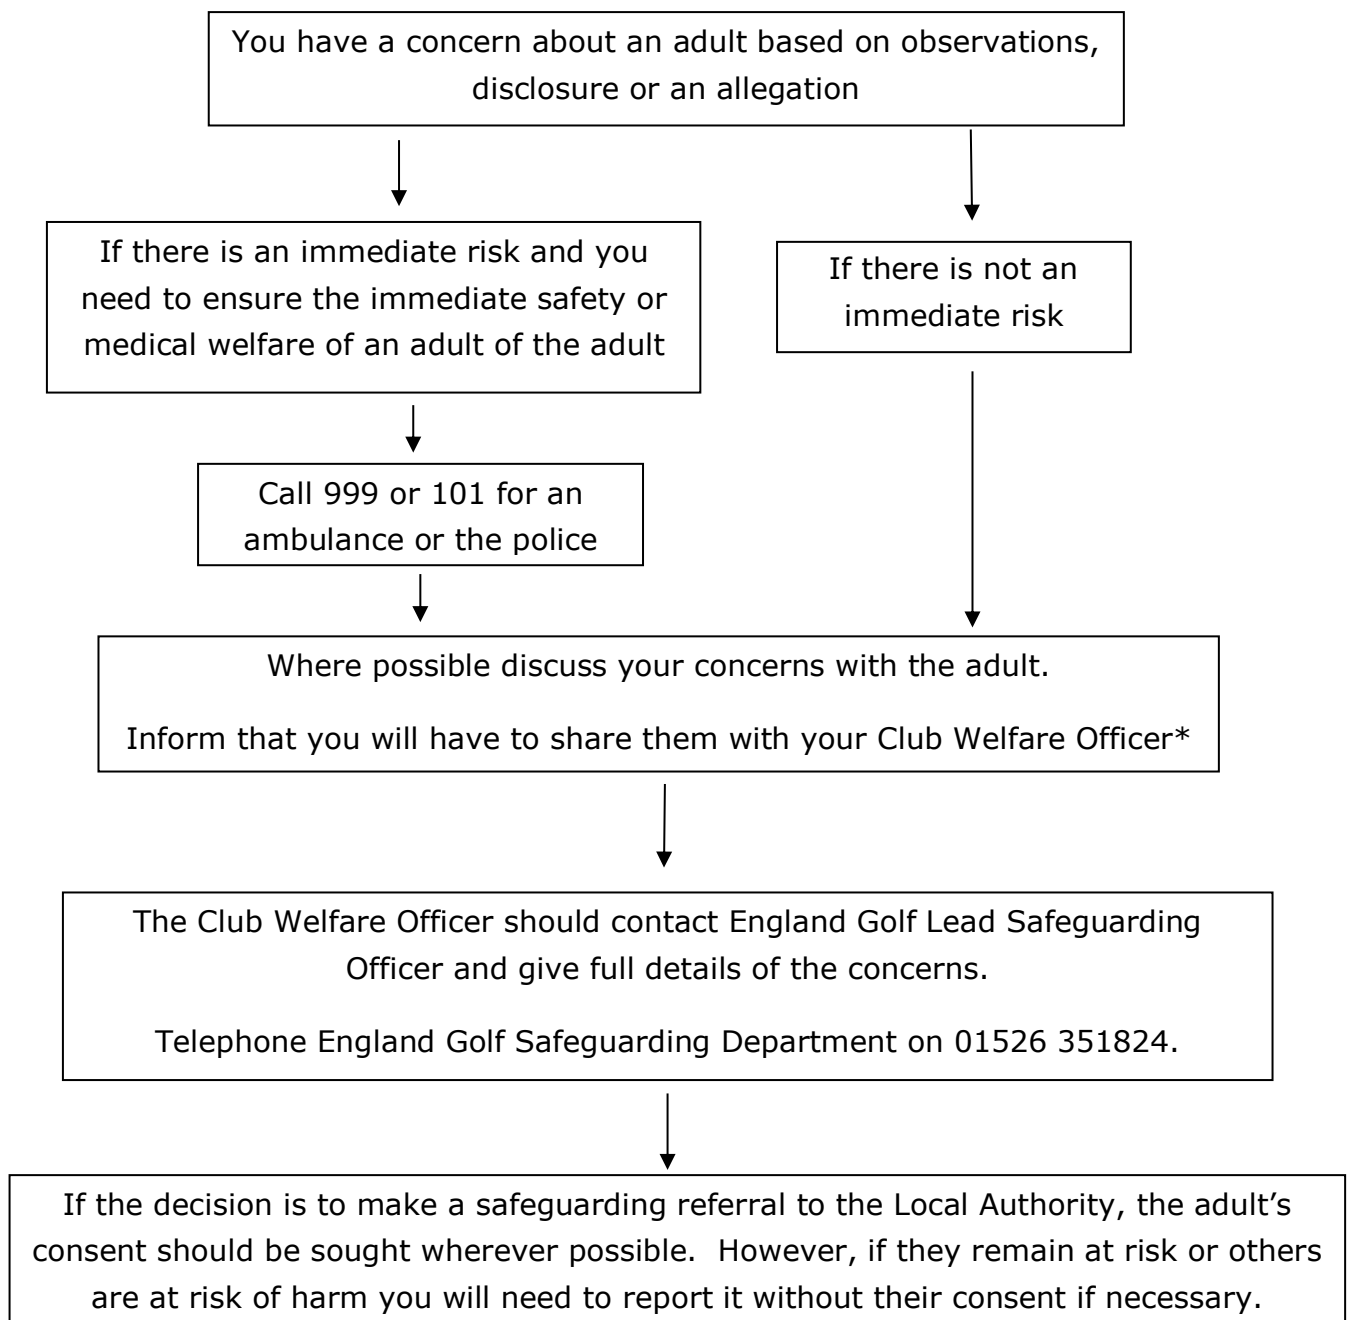 You have a concern about an adult based on observations,
disclosure or an allegation
If there is an immediate risk and you
need to ensure the immediate safety or
medical welfare of an adult of the adult
If there is not an
immediate risk
Call 999 or 101 for an
ambulance or the police
Where possible discuss your concerns with the adult.
Inform that you will have to share them with your Club Welfare Officer*
The Club Welfare Officer should contact England Golf Lead Safeguarding
Officer and give full details of the concerns.
Telephone England Golf Safeguarding Department on 01526 351824.
If the decision is to make a safeguarding referral to the Local Authority, the adult’s
consent should be sought wherever possible.  However, if they remain at risk or others
are at risk of harm you will need to report it without their consent if necessary.